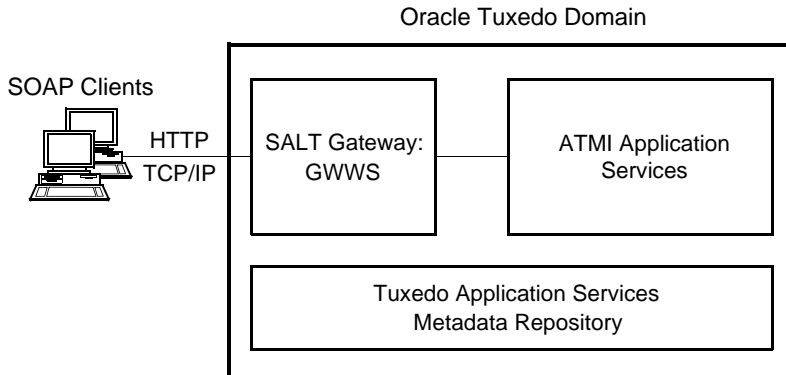 Oracle Tuxedo Domain
SOAP Clients
HTTP
TCP/IP
SALT Gateway:
GWWS
ATMI Application
Services
Tuxedo Application Services
Metadata Repository